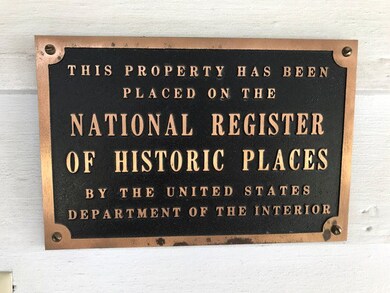 THIS PROPERTY HAS BEEN
PLACED ON THE
NATIONAL REGISTER
OF HISTORIC PLACES
BY THE UNITED STATES
DEPARTMENT OF THE INTERIOR